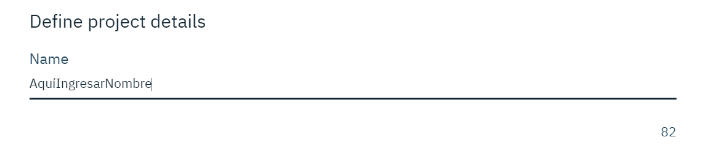 Define project details
Name
AquíIngresarNombre
82